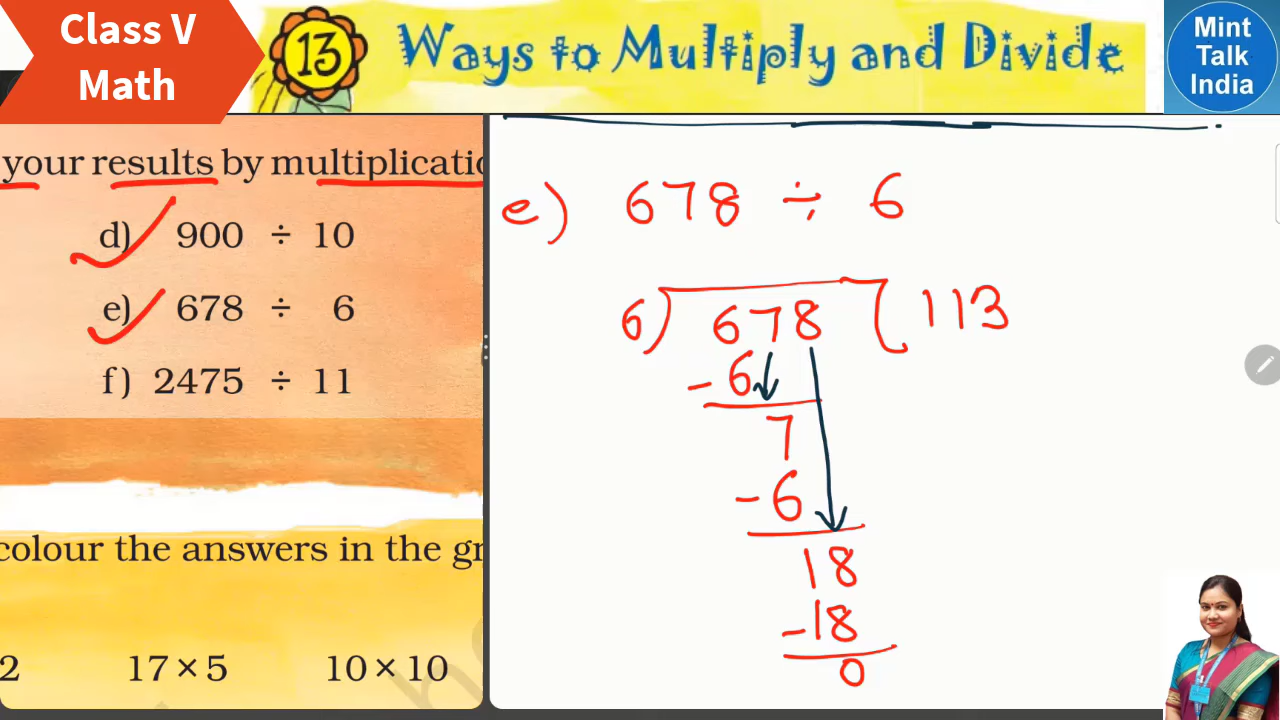 Class V
Math
13 Ways to Multiply and Divide
Mint
Talk
India
your results by multiplicatio
d) 900 ÷ 10
e) 678 ÷ 6
f) 2475 ÷ 11
colour the answers in the gr
2 17 × 5 10 × 10
e) 678 ÷ 6
6) 678 ( 113
- 6
7
- 6
18
- 18
0